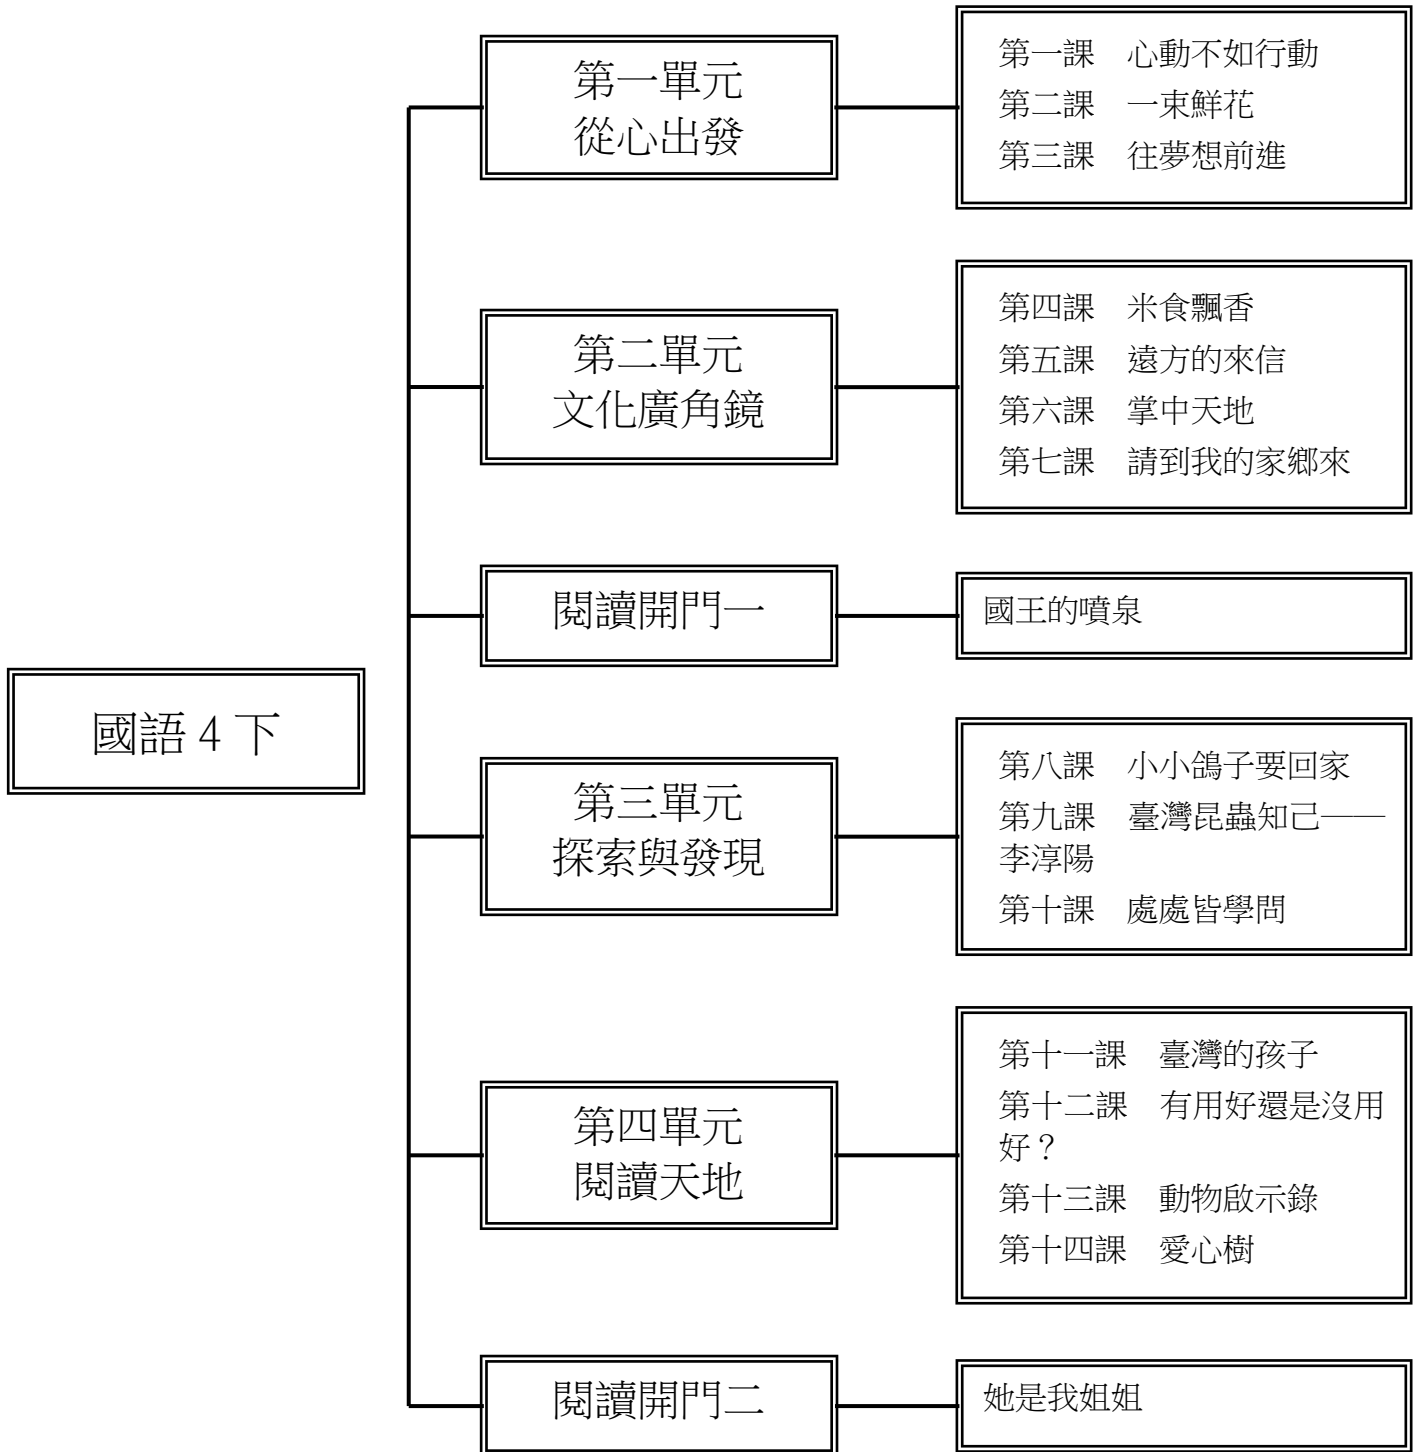 第一單元
從心出發
第一課　心動不如行動
第二課　一束鮮花
第三課　往夢想前進
第二單元
文化廣角鏡
第四課　米食飄香
第五課　遠方的來信
第六課　掌中天地
第七課　請到我的家鄉來
閱讀開門一
國王的噴泉
國語 4 下
第三單元
探索與發現
第八課　小小鴿子要回家
第九課　臺灣昆蟲知己——
李淳陽
第十課　處處皆學問
第四單元
閱讀天地
第十一課　臺灣的孩子
第十二課　有用好還是沒用
好？
第十三課　動物啟示錄
第十四課　愛心樹
閱讀開門二
她是我姐姐